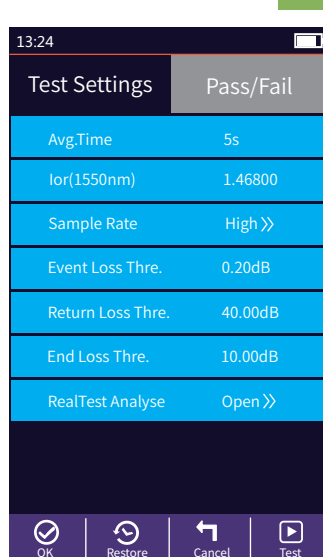 13:24
Test Settings Pass/Fail
Avg.Time 5s
Ior(1550nm) 1.46800
Sample Rate High》
Event Loss Thre. 0.20dB
Return Loss Thre. 40.00dB
End Loss Thre. 10.00dB
RealTest Analyse Open》
OK Restore Cancel Test